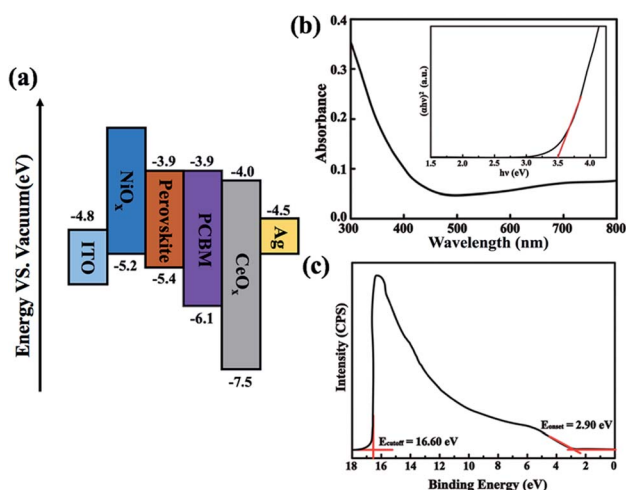 (a)
Energy VS. Vacuum(eV)
-4.8
ITO
NiOx
-5.2
-3.9
Perovskite
-5.4
-3.9
PCBM
-6.1
-4.0
CeOx
-7.5
-4.5
Ag
(b)
Absorbance
0.4
0.3
0.2
0.1
0.0
300 400 500 600 700 800
Wavelength (nm)
(αhν)² (a.u.)
1.5 2.0 2.5 3.0 3.5 4.0
hν (eV)
(c)
Intensity (CPS)
Ecutoff = 16.60 eV
Eonset = 2.90 eV
18 16 14 12 10 8 6 4 2 0
Binding Energy (eV)